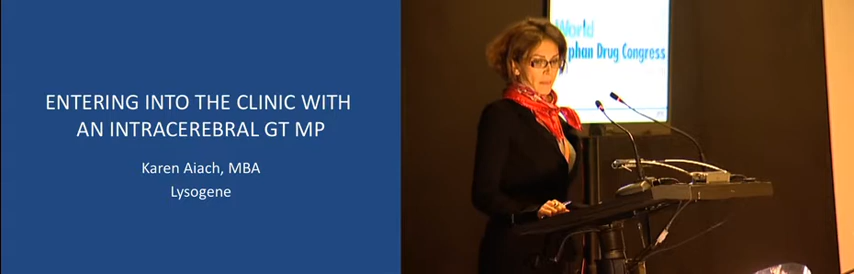 ENTERING INTO THE CLINIC WITH
AN INTRACEREBRAL GT MP
Karen Aiach, MBA
Lysogene
World
phan Drug Congress